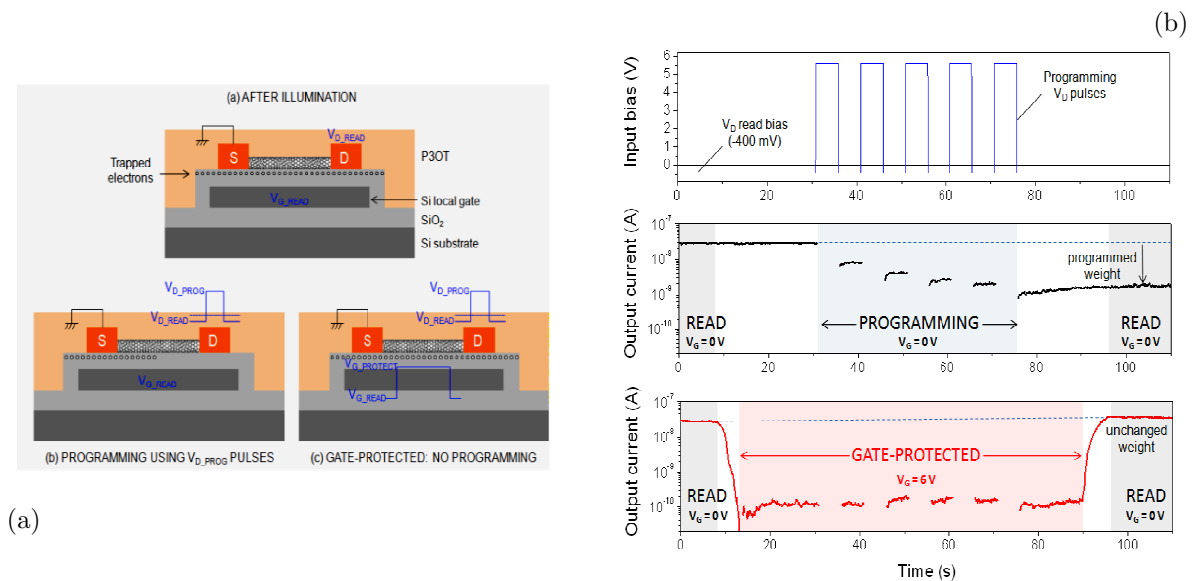 (a) AFTER ILLUMINATION
V_D_READ
S
D
P3OT
Trapped
electrons
V_G_READ
Si local gate
SiO₂
Si substrate
V_D_PROG
V_D_READ
S
D
V_G_READ
(b) PROGRAMMING USING V_D_PROG PULSES
V_D_PROG
V_D_READ
S
D
V_G_PROTECT
V_G_READ
(c) GATE-PROTECTED: NO PROGRAMMING
(a)
(b)
Input bias (V)
6
5
4
3
2
1
0
V_D read bias
(-400 mV)
Programming
V_D pulses
0 20 40 60 80 100
Output current (A)
10⁻⁷
10⁻⁸
10⁻⁹
10⁻¹⁰
READ
V_G = 0 V
PROGRAMMING
V_G = 0 V
programmed
weight
READ
V_G = 0 V
0 20 40 60 80 100
Output current (A)
10⁻⁷
10⁻⁸
10⁻⁹
10⁻¹⁰
READ
V_G = 0 V
GATE-PROTECTED
V_G = 6 V
unchanged
weight
READ
V_G = 0 V
0 20 40 60 80 100
Time (s)